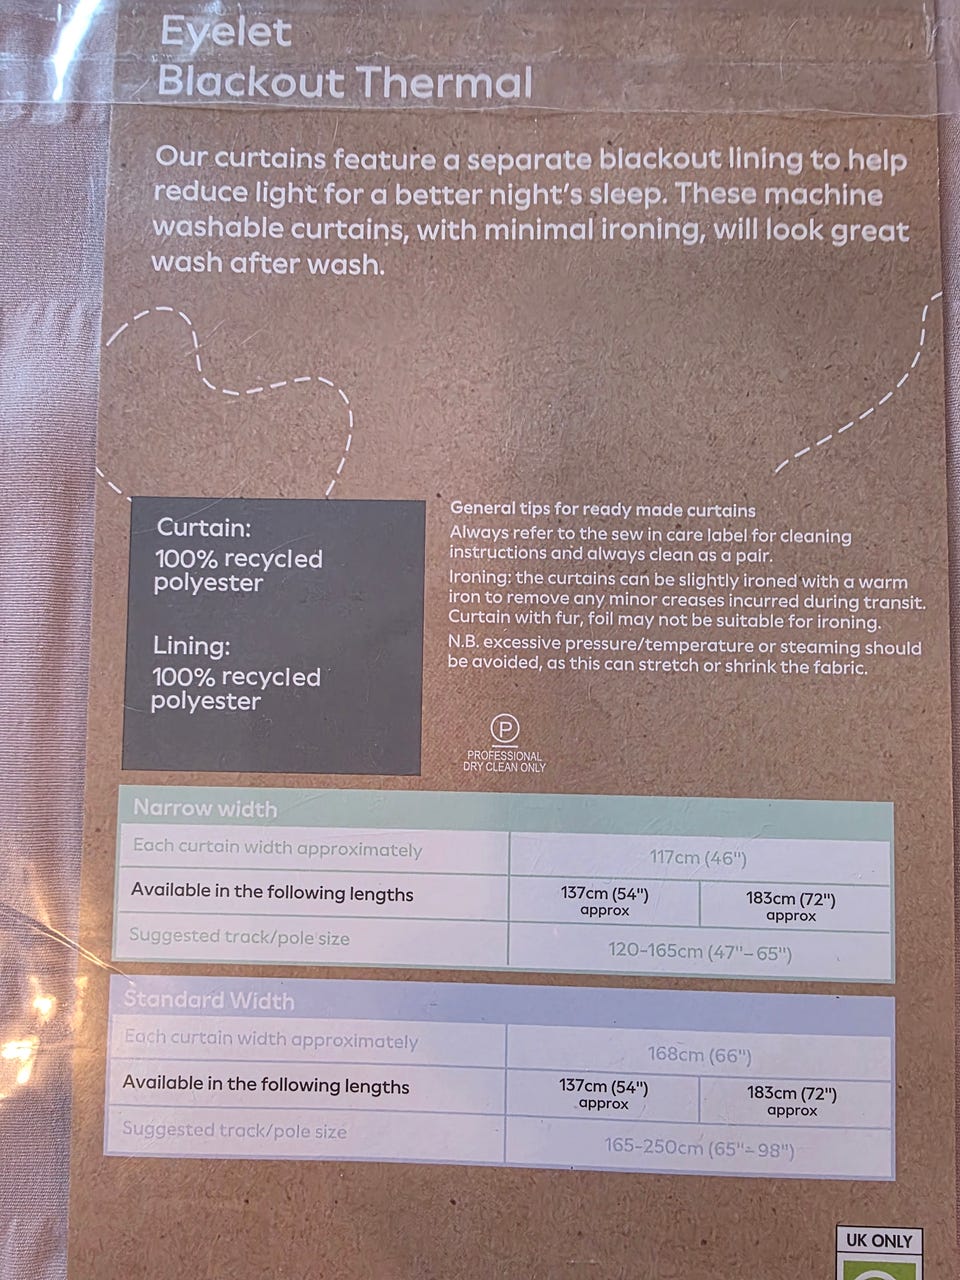 Eyelet
Blackout Thermal
Our curtains feature a separate blackout lining to help
reduce light for a better night's sleep. These machine
washable curtains, with minimal ironing, will look great
wash after wash.
Curtain:
100% recycled
polyester
Lining:
100% recycled
polyester
General tips for ready made curtains
Always refer to the sew in care label for cleaning
instructions and always clean as a pair.
Ironing: the curtains can be slightly ironed with a warm
iron to remove any minor creases incurred during transit.
Curtain with fur, foil may not be suitable for ironing.
N.B. excessive pressure/temperature or steaming should
be avoided, as this can stretch or shrink the fabric.
P
PROFESSIONAL
DRY CLEAN ONLY
Narrow width
Each curtain width approximately 117cm (46")
Available in the following lengths 137cm (54") approx 183cm (72") approx
Suggested track/pole size 120-165cm (47"-65")
Standard Width
Each curtain width approximately 168cm (66")
Available in the following lengths 137cm (54") approx 183cm (72") approx
Suggested track/pole size 165-250cm (65"-98")
UK ONLY